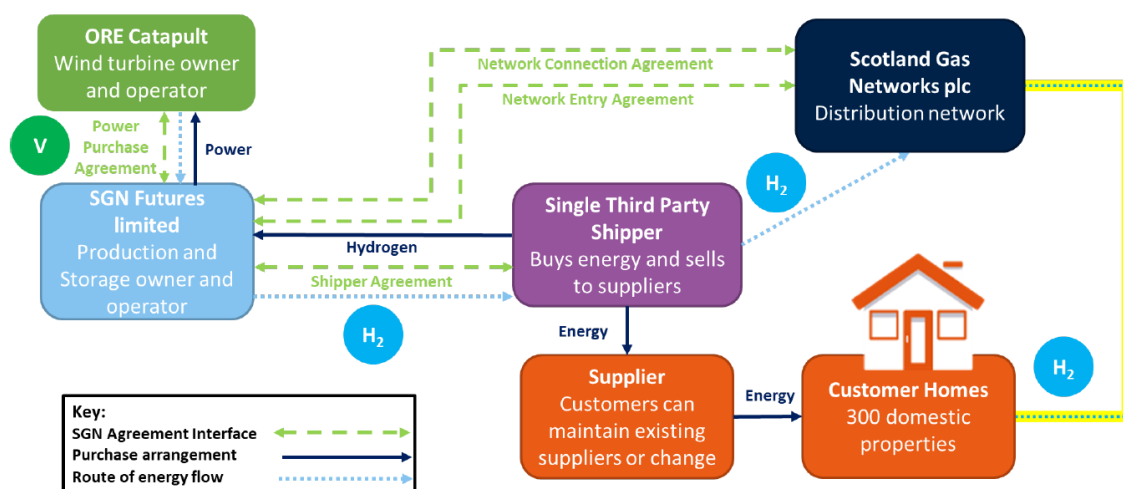 ORE Catapult
Wind turbine owner
and operator
V
Power
Purchase
Agreement
Power
Network Connection Agreement
Network Entry Agreement
Scotland Gas
Networks plc
Distribution network
SGN Futures
limited
Production and
Storage owner and
operator
Hydrogen
Shipper Agreement
H₂
Single Third Party
Shipper
Buys energy and sells
to suppliers
H₂
Energy
Supplier
Customers can
maintain existing
suppliers or change
Energy
Customer Homes
300 domestic
properties
H₂
Key:
SGN Agreement Interface
Purchase arrangement
Route of energy flow